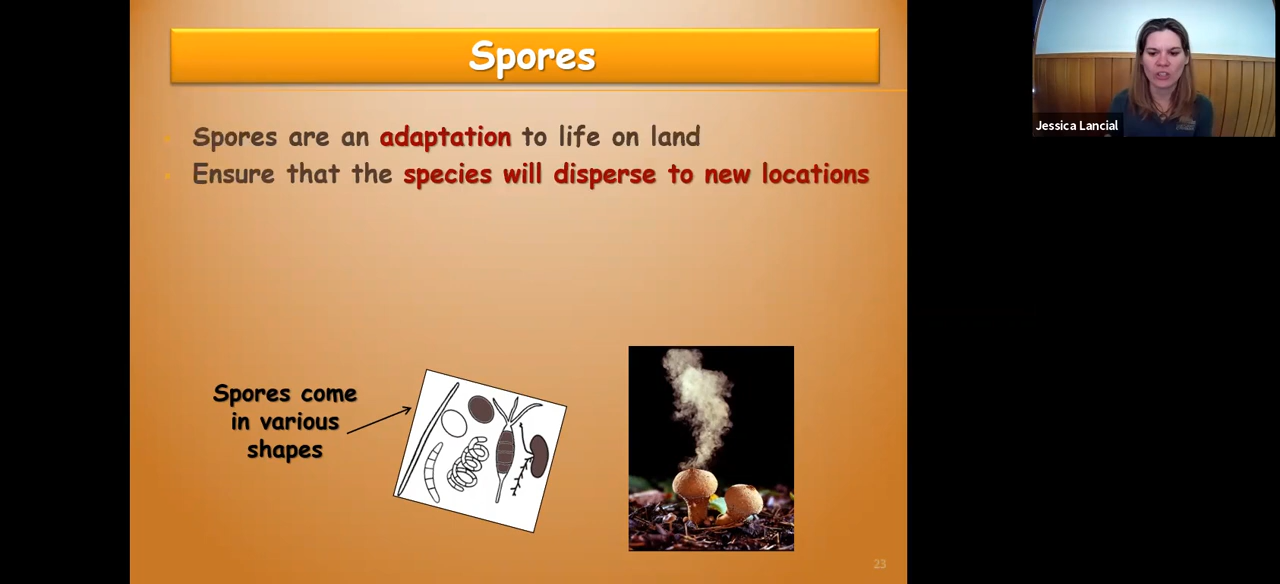 Spores
Spores are an adaptation to life on land
Ensure that the species will disperse to new locations
Spores come
in various
shapes
23
Jessica Lancial